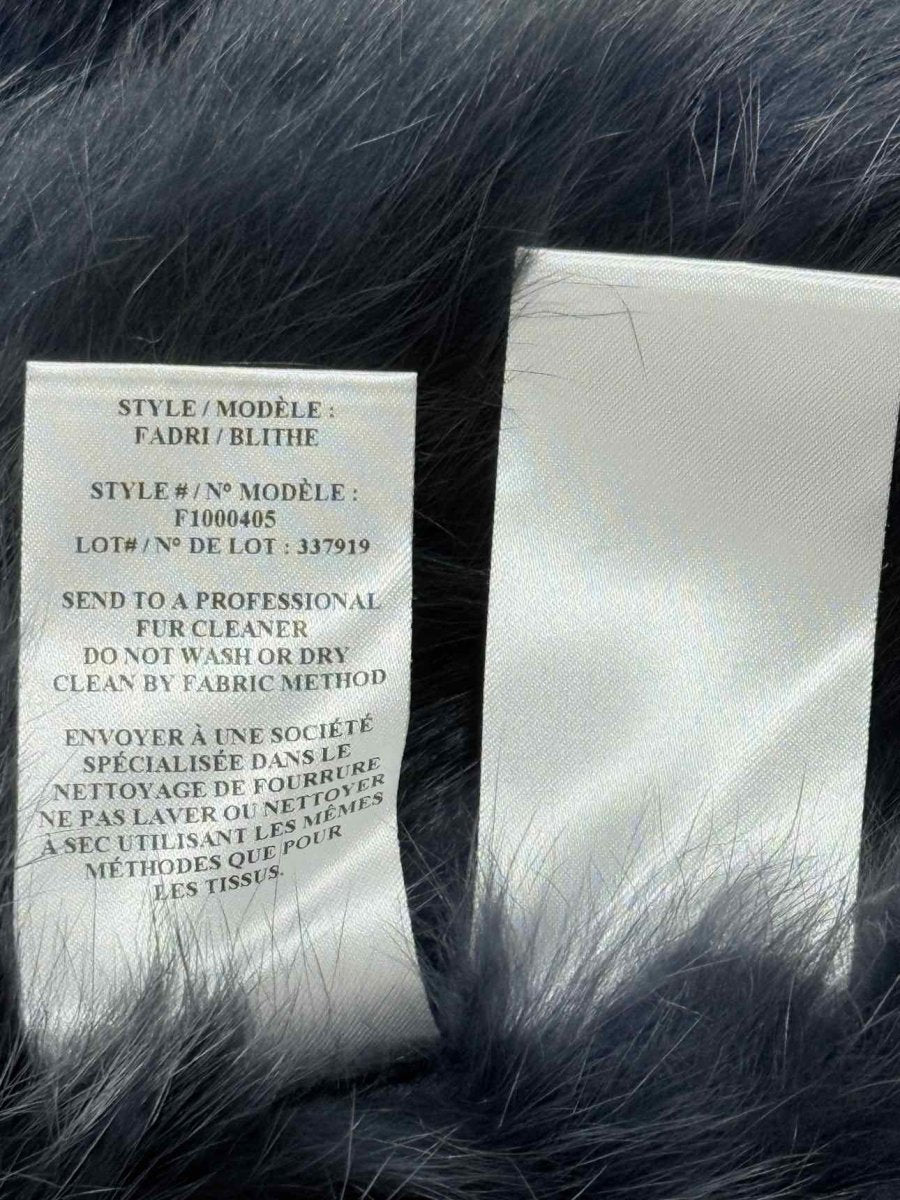 STYLE / MODÈLE :
FADRI / BLITHE
STYLE # / Nº MODÈLE :
F1000405
LOT# / Nº DE LOT : 337919
SEND TO A PROFESSIONAL
FUR CLEANER
DO NOT WASH OR DRY
CLEAN BY FABRIC METHOD
ENVOYER À UNE SOCIÉTÉ
SPÉCIALISÉE DANS LE
NETTOYAGE DE FOURRURE
NE PAS LAVER OU NETTOYER
À SEC UTILISANT LES MÊMES
MÉTHODES QUE POUR
LES TISSUS.